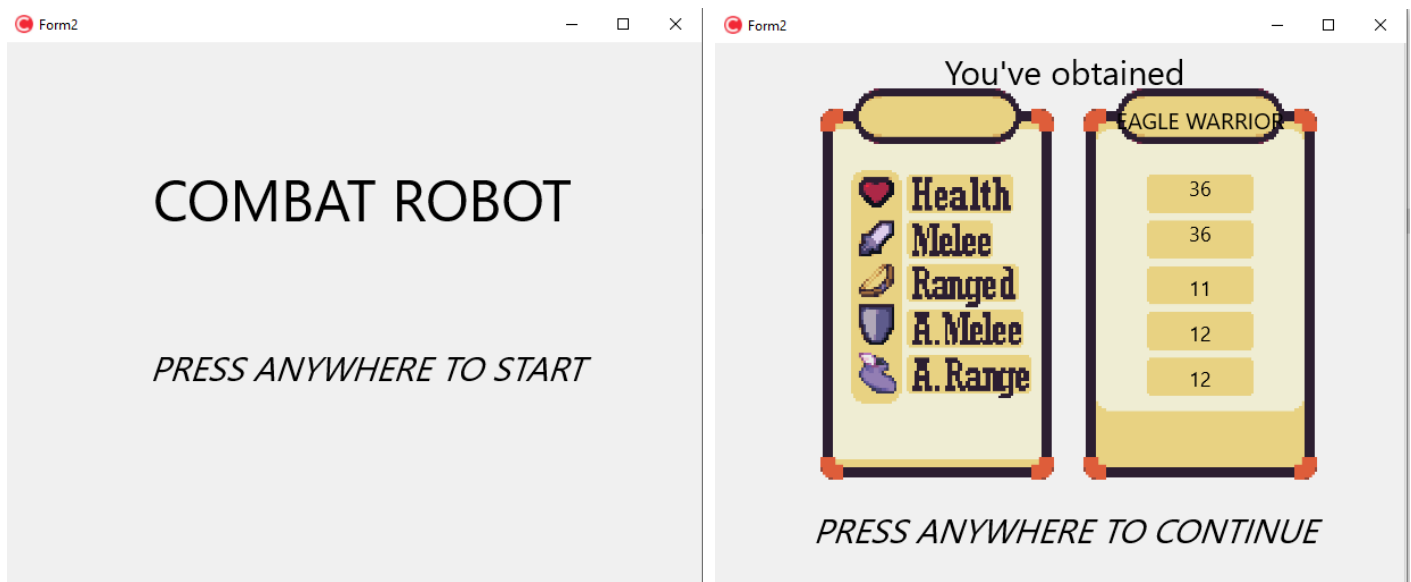 Form2
COMBAT ROBOT
PRESS ANYWHERE TO START
Form2
You've obtained
EAGLE WARRIOR
Health 36
Melee 36
Ranged 11
A.Melee 12
A.Range 12
PRESS ANYWHERE TO CONTINUE